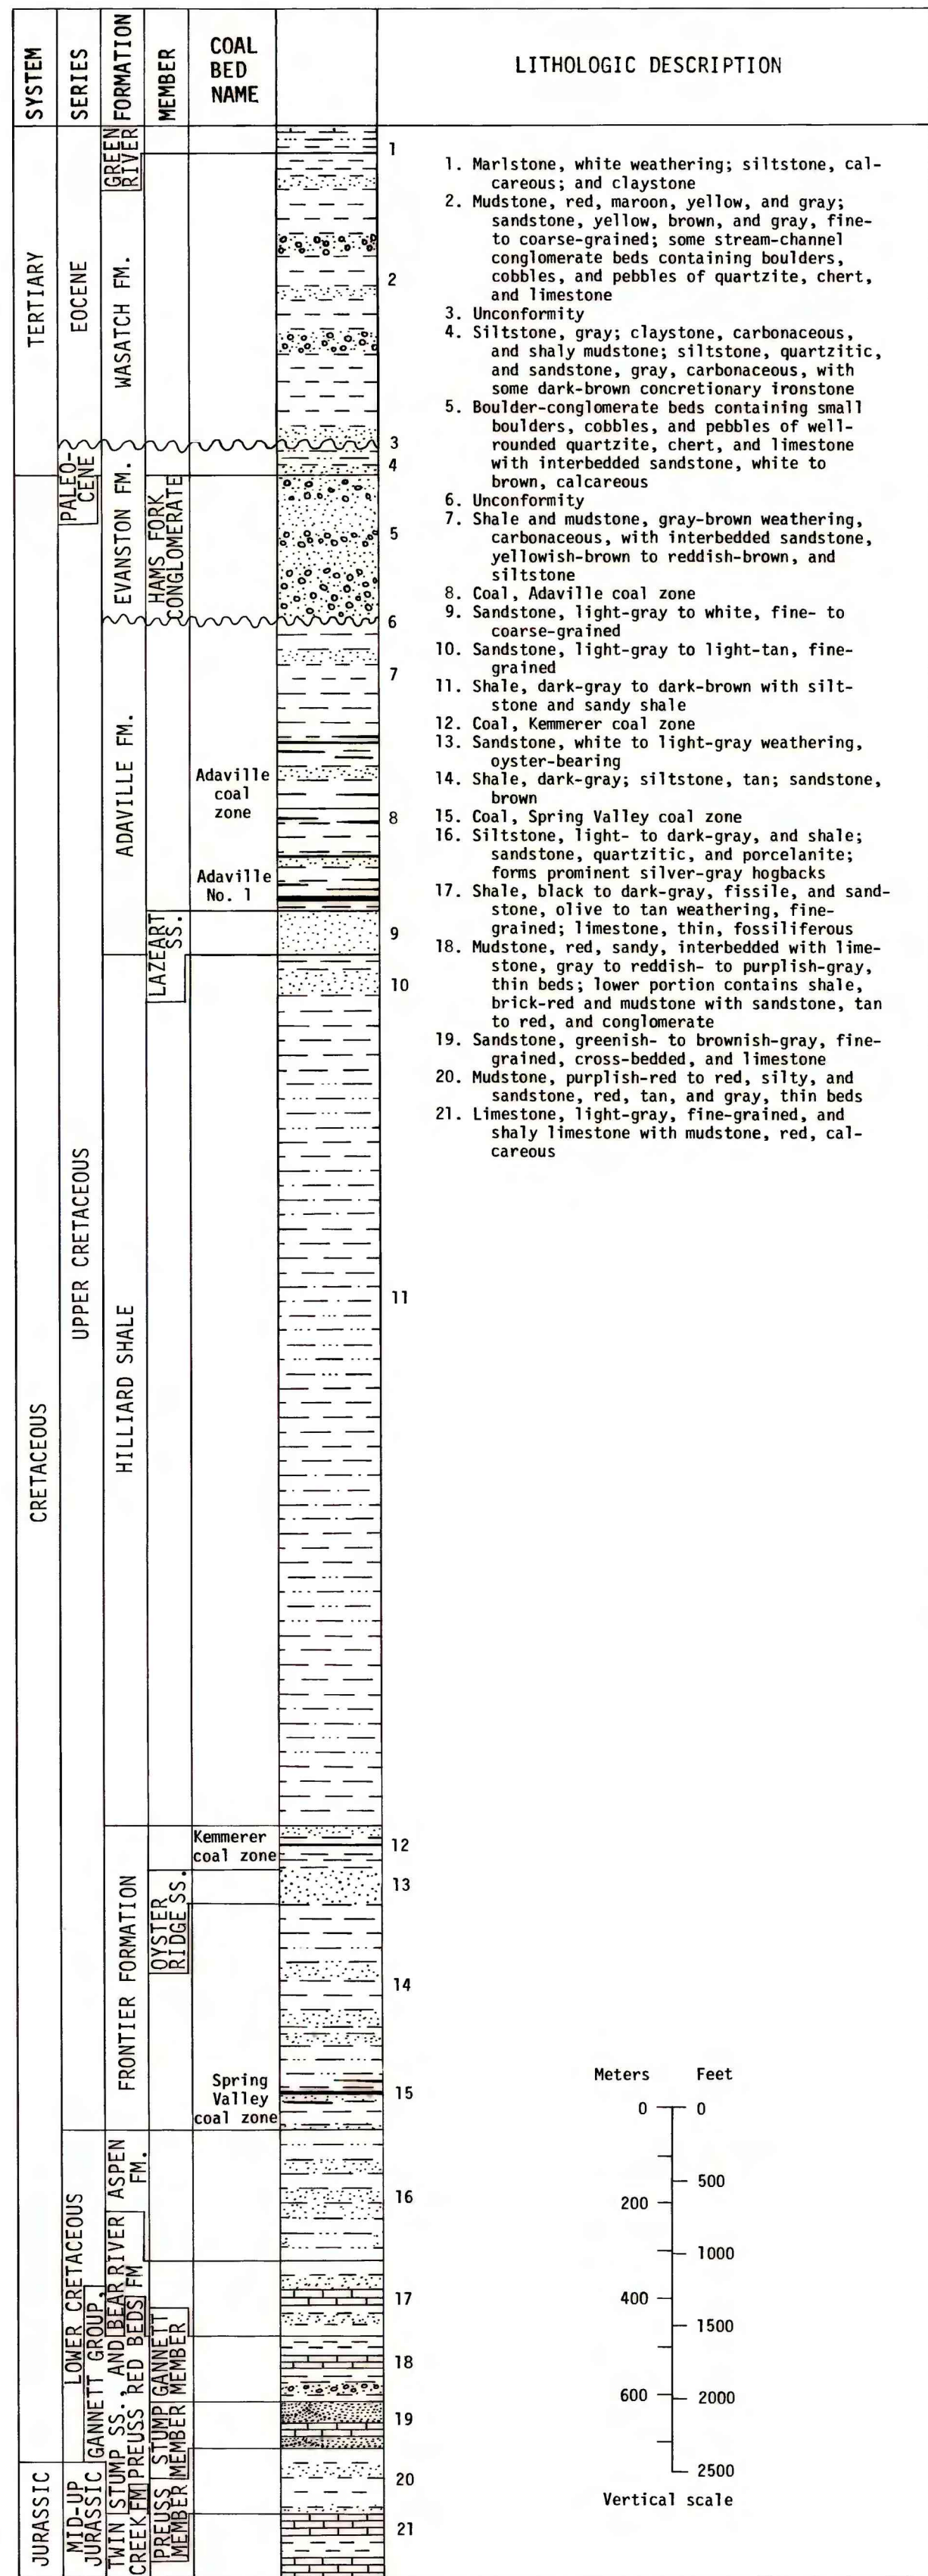 SYSTEM
SERIES
FORMATION
MEMBER
COAL
BED
NAME
LITHOLOGIC DESCRIPTION
TERTIARY
CRETACEOUS
JURASSIC
EOCENE
PALEO-
CENE
UPPER CRETACEOUS
LOWER CRETACEOUS
MID-UP
JURASSIC
GREEN
RIVER
WASATCH FM.
EVANSTON FM.
ADAVILLE FM.
HILLIARD SHALE
FRONTIER FORMATION
ASPEN
FM.
BEAR RIVER
FM
GANNETT GROUP,
STUMP SS., AND
PREUSS RED BEDS
TWIN
CREEK FM
HAMS FORK
CONGLOMERATE
LAZEART
SS.
OYSTER
RIDGE SS.
GANNETT
MEMBER
STUMP
MEMBER
PREUSS
MEMBER
Adaville
coal
zone
Adaville
No. 1
Kemmerer
coal zone
Spring
Valley
coal zone
1
2
3
4
5
6
7
8
9
10
11
12
13
14
15
16
17
18
19
20
21
1. Marlstone, white weathering; siltstone, cal-
careous; and claystone
2. Mudstone, red, maroon, yellow, and gray;
sandstone, yellow, brown, and gray, fine-
to coarse-grained; some stream-channel
conglomerate beds containing boulders,
cobbles, and pebbles of quartzite, chert,
and limestone
3. Unconformity
4. Siltstone, gray; claystone, carbonaceous,
and shaly mudstone; siltstone, quartzitic,
and sandstone, gray, carbonaceous, with
some dark-brown concretionary ironstone
5. Boulder-conglomerate beds containing small
boulders, cobbles, and pebbles of well-
rounded quartzite, chert, and limestone
with interbedded sandstone, white to
brown, calcareous
6. Unconformity
7. Shale and mudstone, gray-brown weathering,
carbonaceous, with interbedded sandstone,
yellowish-brown to reddish-brown, and
siltstone
8. Coal, Adaville coal zone
9. Sandstone, light-gray to white, fine- to
coarse-grained
10. Sandstone, light-gray to light-tan, fine-
grained
11. Shale, dark-gray to dark-brown with silt-
stone and sandy shale
12. Coal, Kemmerer coal zone
13. Sandstone, white to light-gray weathering,
oyster-bearing
14. Shale, dark-gray; siltstone, tan; sandstone,
brown
15. Coal, Spring Valley coal zone
16. Siltstone, light- to dark-gray, and shale;
sandstone, quartzitic, and porcelanite;
forms prominent silver-gray hogbacks
17. Shale, black to dark-gray, fissile, and sand-
stone, olive to tan weathering, fine-
grained; limestone, thin, fossiliferous
18. Mudstone, red, sandy, interbedded with lime-
stone, gray to reddish- to purplish-gray,
thin beds; lower portion contains shale,
brick-red and mudstone with sandstone, tan
to red, and conglomerate
19. Sandstone, greenish- to brownish-gray, fine-
grained, cross-bedded, and limestone
20. Mudstone, purplish-red to red, silty, and
sandstone, red, tan, and gray, thin beds
21. Limestone, light-gray, fine-grained, and
shaly limestone with mudstone, red, cal-
careous
Meters Feet
0 0
500
200
1000
400
1500
600
2000
2500
Vertical scale